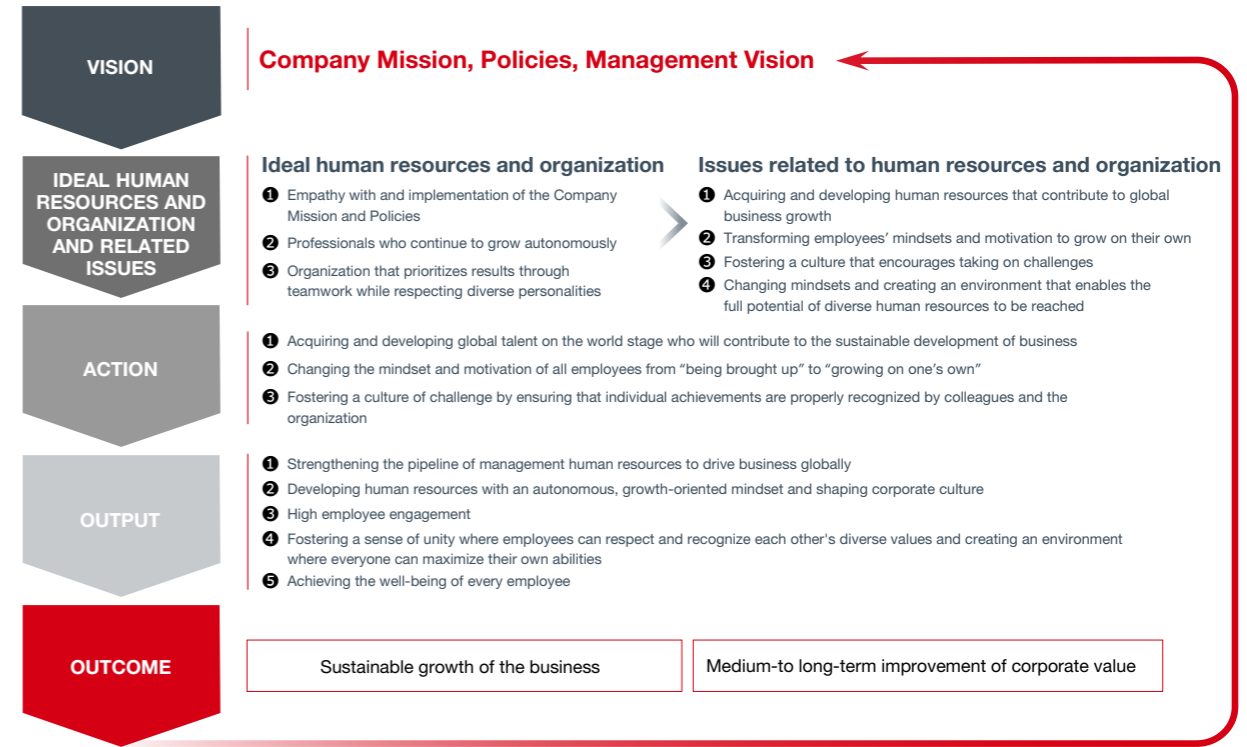 VISION
Company Mission, Policies, Management Vision
IDEAL HUMAN
RESOURCES AND
ORGANIZATION
AND RELATED
ISSUES
Ideal human resources and organization
❶ Empathy with and implementation of the Company
Mission and Policies
❷ Professionals who continue to grow autonomously
❸ Organization that prioritizes results through
teamwork while respecting diverse personalities
Issues related to human resources and organization
❶ Acquiring and developing human resources that contribute to global
business growth
❷ Transforming employees’ mindsets and motivation to grow on their own
❸ Fostering a culture that encourages taking on challenges
❹ Changing mindsets and creating an environment that enables the
full potential of diverse human resources to be reached
ACTION
❶ Acquiring and developing global talent on the world stage who will contribute to the sustainable development of business
❷ Changing the mindset and motivation of all employees from “being brought up” to “growing on one’s own”
❸ Fostering a culture of challenge by ensuring that individual achievements are properly recognized by colleagues and the
organization
OUTPUT
❶ Strengthening the pipeline of management human resources to drive business globally
❷ Developing human resources with an autonomous, growth-oriented mindset and shaping corporate culture
❸ High employee engagement
❹ Fostering a sense of unity where employees can respect and recognize each other's diverse values and creating an environment
where everyone can maximize their own abilities
❺ Achieving the well-being of every employee
OUTCOME
Sustainable growth of the business
Medium-to long-term improvement of corporate value